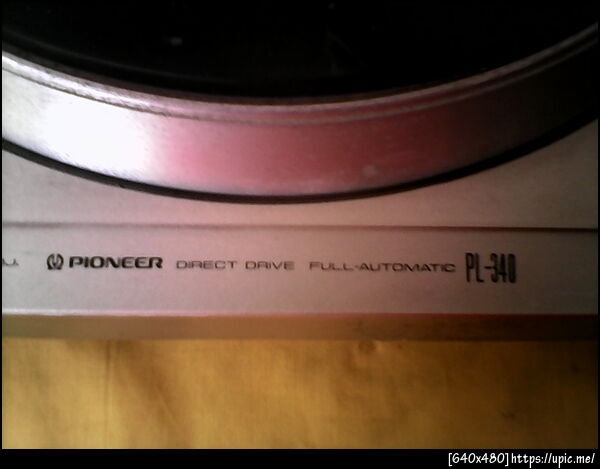 PIONEER DIRECT DRIVE FULL-AUTOMATIC PL-340
[640x480]https://upic.me/